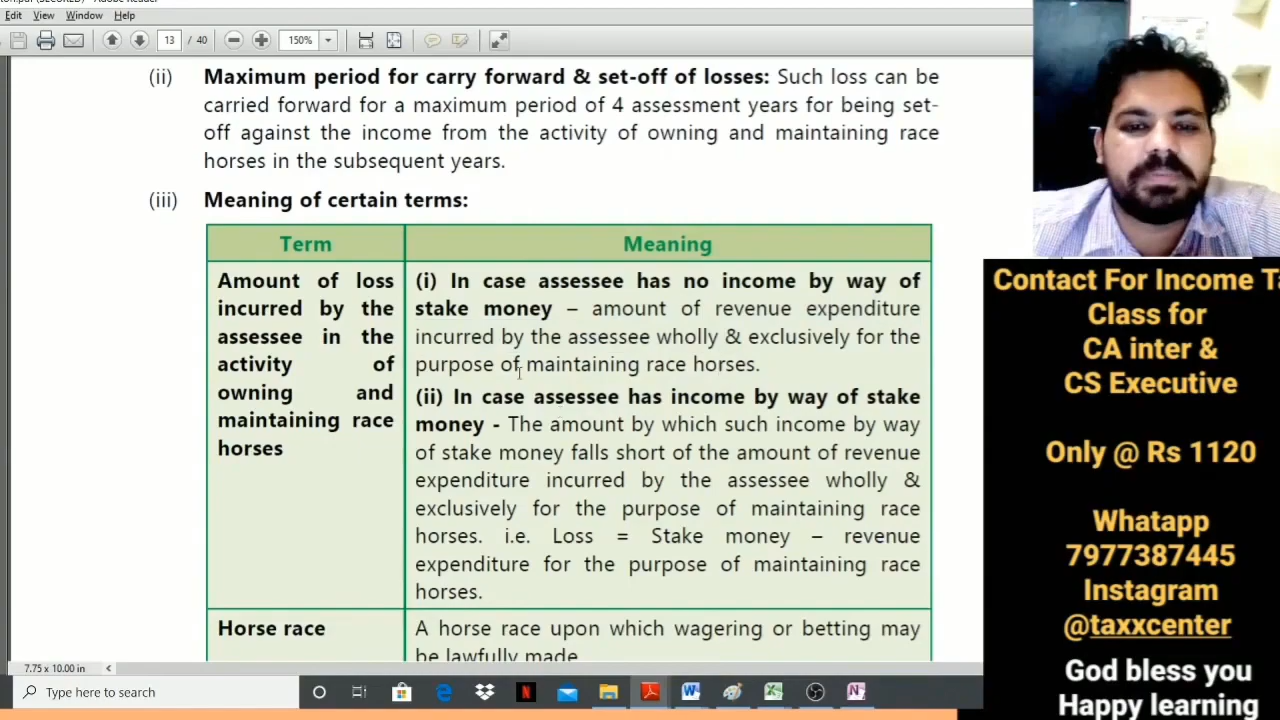 Edit View Window Help
13 / 40 150%
(ii) Maximum period for carry forward & set-off of losses: Such loss can be
carried forward for a maximum period of 4 assessment years for being set-
off against the income from the activity of owning and maintaining race
horses in the subsequent years.
(iii) Meaning of certain terms:
Term Meaning
Amount of loss
incurred by the
assessee in the
activity of
owning and
maintaining race
horses
(i) In case assessee has no income by way of
stake money – amount of revenue expenditure
incurred by the assessee wholly & exclusively for the
purpose of maintaining race horses.
(ii) In case assessee has income by way of stake
money - The amount by which such income by way
of stake money falls short of the amount of revenue
expenditure incurred by the assessee wholly &
exclusively for the purpose of maintaining race
horses. i.e. Loss = Stake money – revenue
expenditure for the purpose of maintaining race
horses.
Horse race
A horse race upon which wagering or betting may
be lawfully made
7.75 x 10.00 in
Type here to search
Contact For Income Ta
Class for
CA inter &
CS Executive
Only @ Rs 1120
Whatapp
7977387445
Instagram
@taxxcenter
God bless you
Happy learning